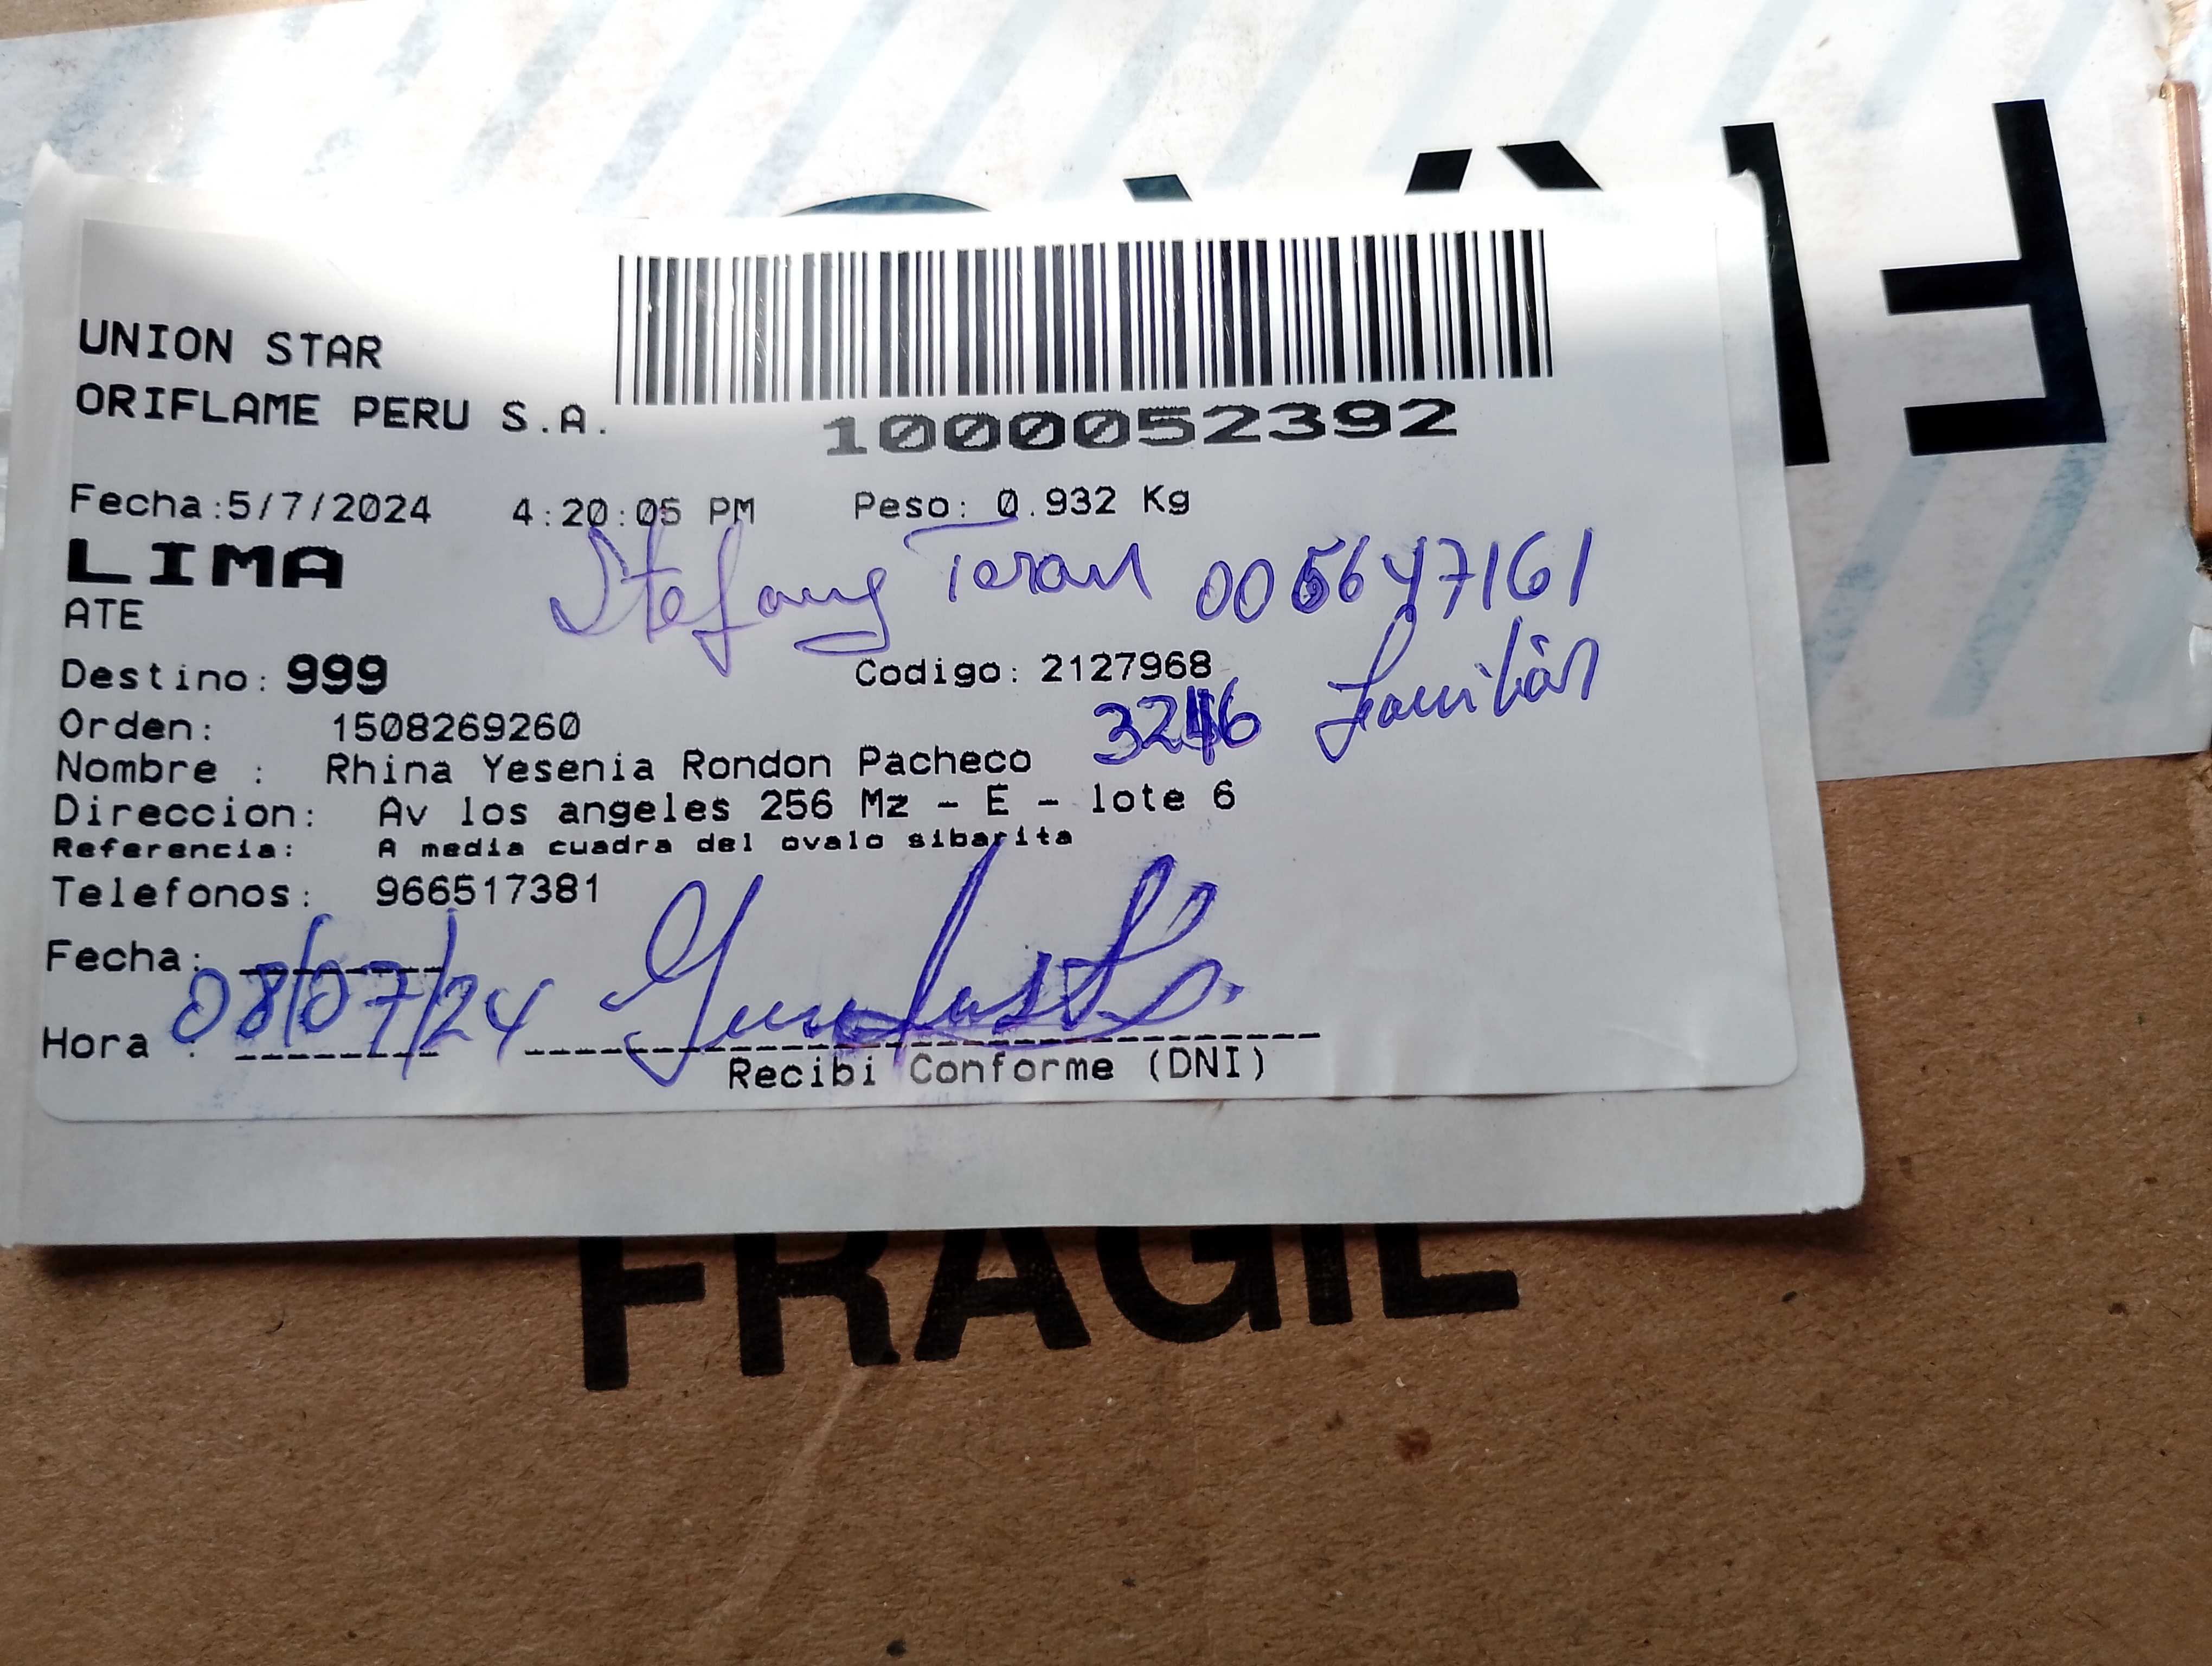 UNION STAR
ORIFLAME PERU S.A.
1000052392
Fecha:5/7/2024 4:20:05 PM Peso: 0.932 Kg
LIMA
Stefany Teran 005647161
ATE
Destino: 999 Codigo: 2127968
3246 familiar
Orden: 1508269260
Nombre : Rhina Yesenia Rondon Pacheco
Direccion: Av los angeles 256 Mz - E - lote 6
Referencia: A media cuadra del ovalo sibarita
Telefonos: 966517381
Fecha:
08/07/24
Hora :
Recibi Conforme (DNI)
FRAGIL